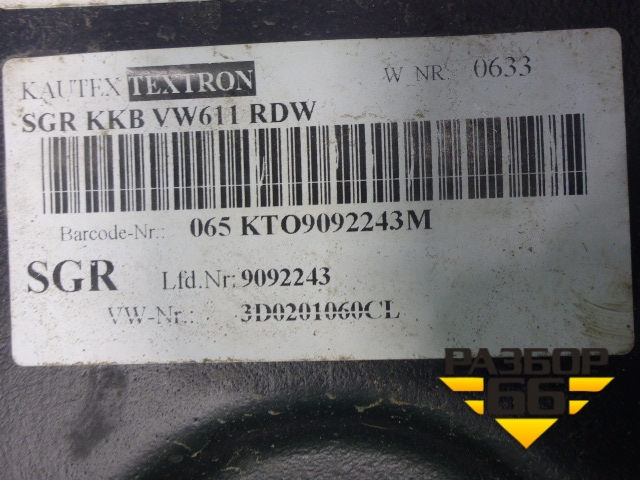 KAUTEX TEXTRON W_NR: 0633
SGR KKB VW611 RDW
Barcode-Nr.: 065 KTO9092243M
SGR Lfd.Nr: 9092243
VW-Nr.: 3D0201060CL
РАЗБОР
66